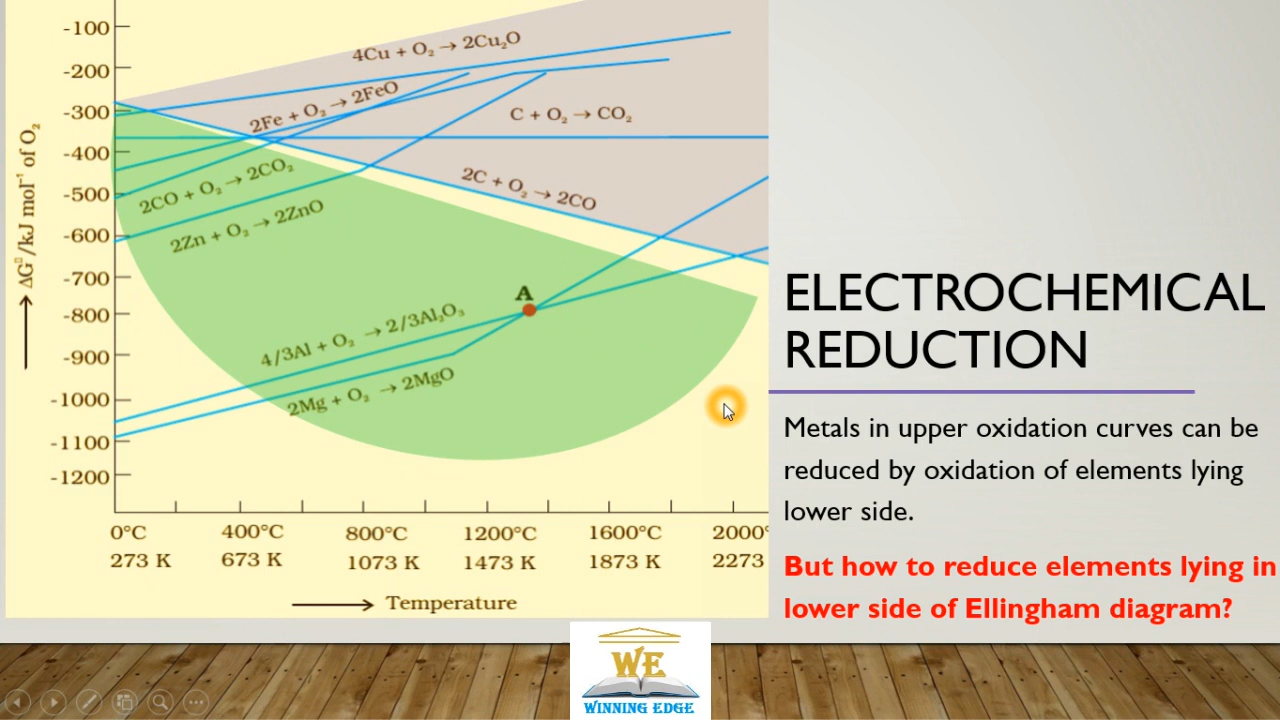 -100
-200
-300
-400
-500
-600
-700
-800
-900
-1000
-1100
-1200
ΔG⁰/kJ mol⁻¹ of O₂
4Cu + O₂ → 2Cu₂O
2Fe + O₂ → 2FeO
C + O₂ → CO₂
2CO + O₂ → 2CO₂
2C + O₂ → 2CO
2Zn + O₂ → 2ZnO
A
4/3Al + O₂ → 2/3Al₂O₃
2Mg + O₂ → 2MgO
0°C 400°C 800°C 1200°C 1600°C 2000°
273 K 673 K 1073 K 1473 K 1873 K 2273
Temperature
ELECTROCHEMICAL
REDUCTION
Metals in upper oxidation curves can be
reduced by oxidation of elements lying
lower side.
But how to reduce elements lying in
lower side of Ellingham diagram?
WE
WINNING EDGE